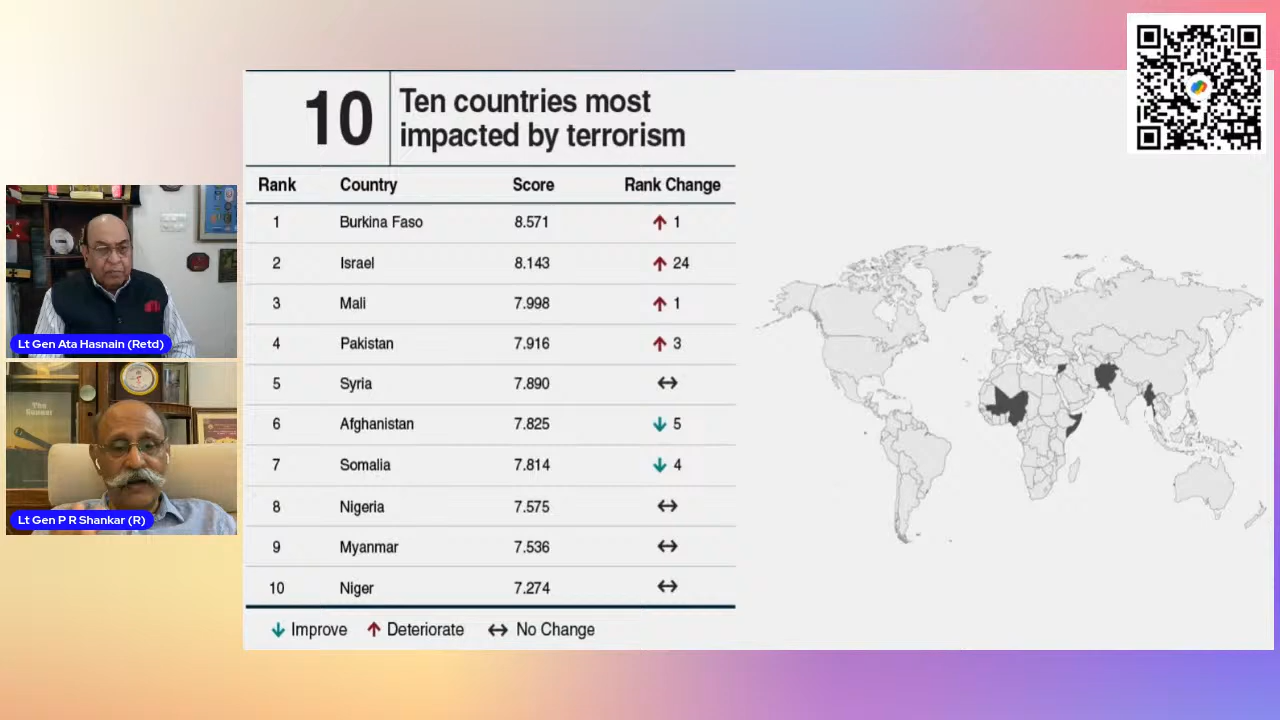 10
Ten countries most
impacted by terrorism
Rank Country Score Rank Change
1 Burkina Faso 8.571 ↑ 1
2 Israel 8.143 ↑ 24
3 Mali 7.998 ↑ 1
4 Pakistan 7.916 ↑ 3
5 Syria 7.890 ↔
6 Afghanistan 7.825 ↓ 5
7 Somalia 7.814 ↓ 4
8 Nigeria 7.575 ↔
9 Myanmar 7.536 ↔
10 Niger 7.274 ↔
↓ Improve ↑ Deteriorate ↔ No Change
Lt Gen Ata Hasnain (Retd)
The Gunner
Lt Gen P R Shankar (R)